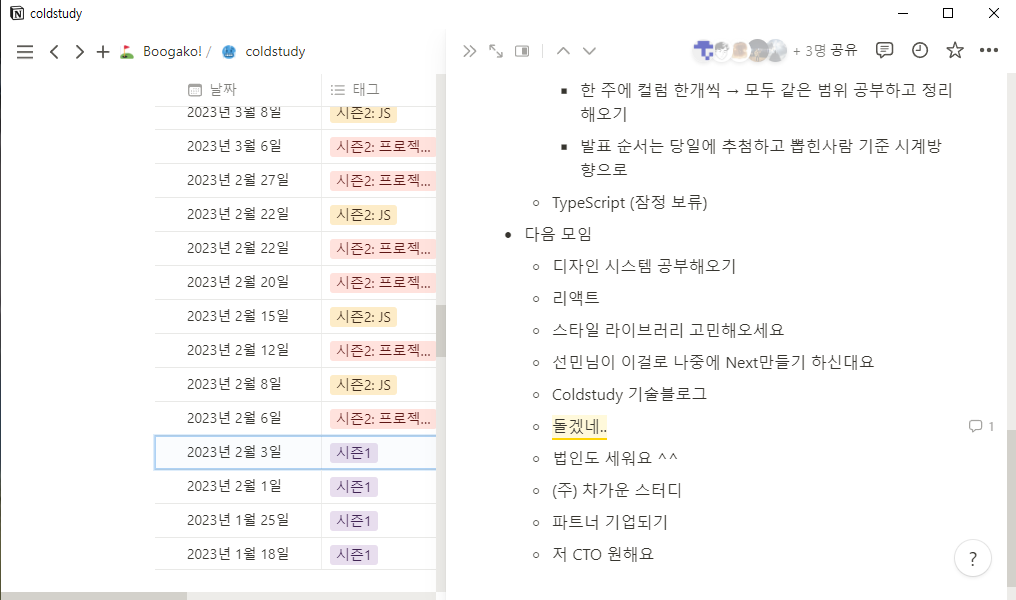 coldstudy
Boogako! / coldstudy
+ 3명 공유
날짜 태그
2023년 3월 8일 시즌2: JS
2023년 3월 6일 시즌2: 프로젝...
2023년 2월 27일 시즌2: 프로젝...
2023년 2월 22일 시즌2: JS
2023년 2월 22일 시즌2: 프로젝...
2023년 2월 20일 시즌2: 프로젝...
2023년 2월 15일 시즌2: JS
2023년 2월 12일 시즌2: 프로젝...
2023년 2월 8일 시즌2: JS
2023년 2월 6일 시즌2: 프로젝...
2023년 2월 3일 시즌1
2023년 2월 1일 시즌1
2023년 1월 25일 시즌1
2023년 1월 18일 시즌1
한 주에 컬럼 한개씩 → 모두 같은 범위 공부하고 정리
해오기
발표 순서는 당일에 추첨하고 뽑힌사람 기준 시계방
향으로
TypeScript (잠정 보류)
다음 모임
디자인 시스템 공부해오기
리액트
스타일 라이브러리 고민해오세요
선민님이 이걸로 나중에 Next만들기 하신대요
Coldstudy 기술블로그
돌겠네.. 1
법인도 세워요 ^^
(주) 차가운 스터디
파트너 기업되기
저 CTO 원해요
?